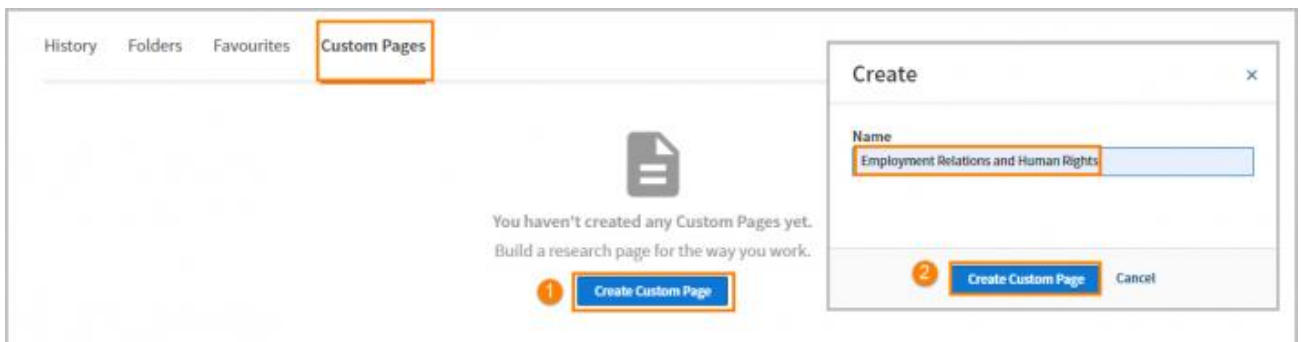 History Folders Favourites Custom Pages
You haven't created any Custom Pages yet.
Build a research page for the way you work.
1 Create Custom Page
Create ×
Name
Employment Relations and Human Rights
2 Create Custom Page Cancel